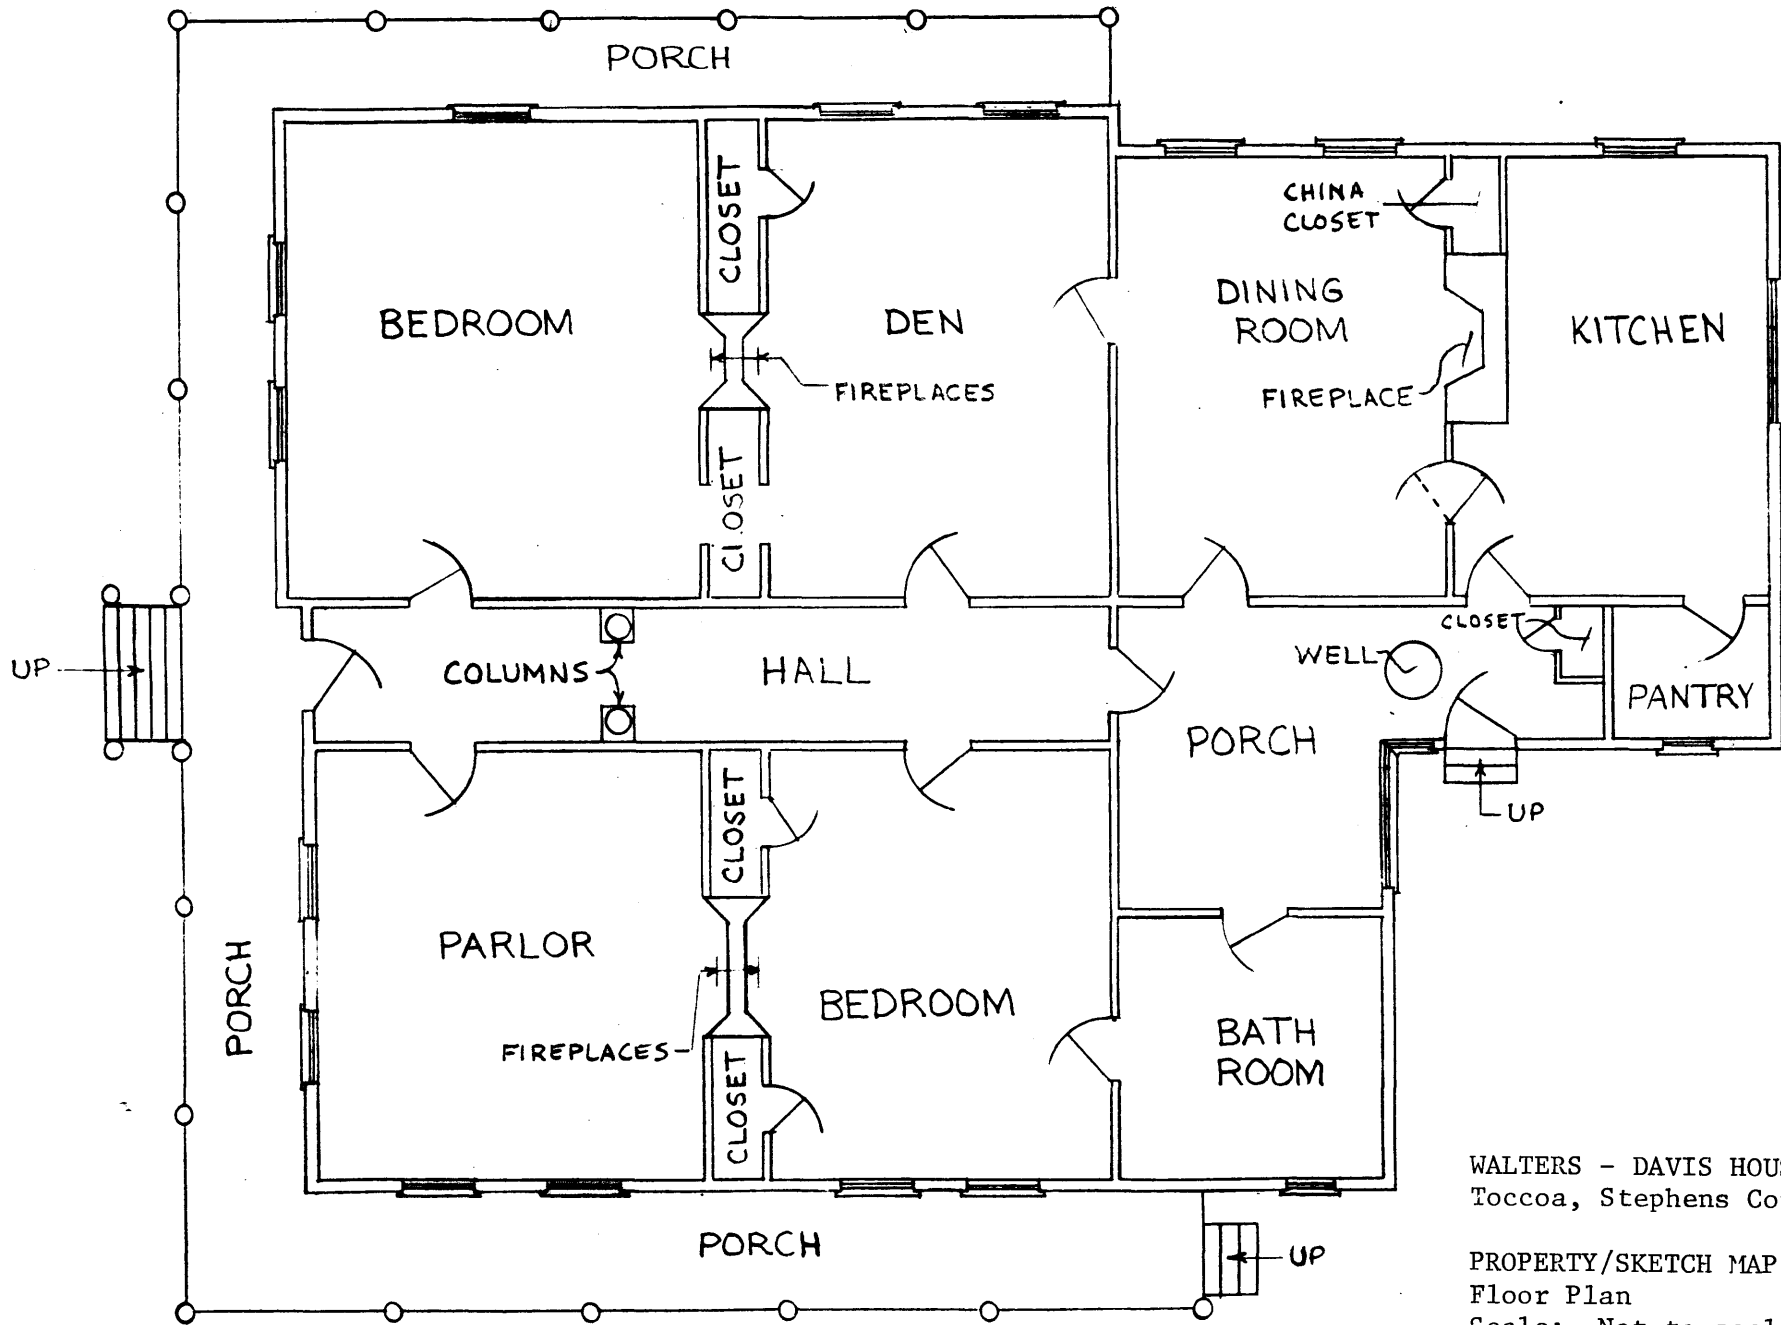 PORCH
CLOSET
CHINA
CLOSET
BEDROOM
DEN
DINING
ROOM
KITCHEN
FIREPLACES
FIREPLACE
CLOSET
UP
COLUMNS
HALL
WELL
CLOSET
PANTRY
PORCH
UP
CLOSET
PARLOR
BEDROOM
PORCH
FIREPLACES
CLOSET
BATH
ROOM
PORCH
UP
WALTERS - DAVIS
Toccoa, Stephens
PROPERTY/SKETCH MAP
Floor Plan